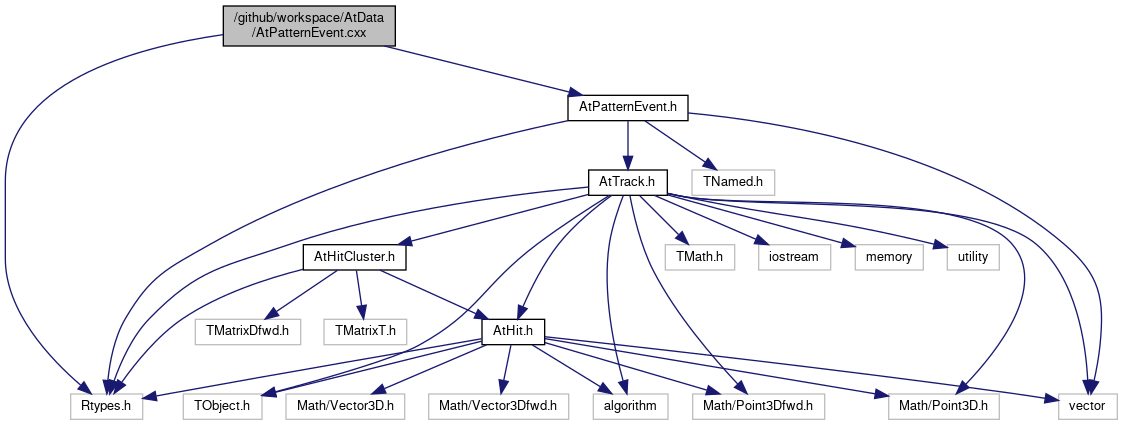 /github/workspace/AtData
/AtPatternEvent.cxx
AtPatternEvent.h
AtTrack.h
TNamed.h
AtHitCluster.h
TMath.h
iostream
memory
utility
TMatrixDfwd.h
TMatrixT.h
AtHit.h
Rtypes.h
TObject.h
Math/Vector3D.h
Math/Vector3Dfwd.h
algorithm
Math/Point3Dfwd.h
Math/Point3D.h
vector